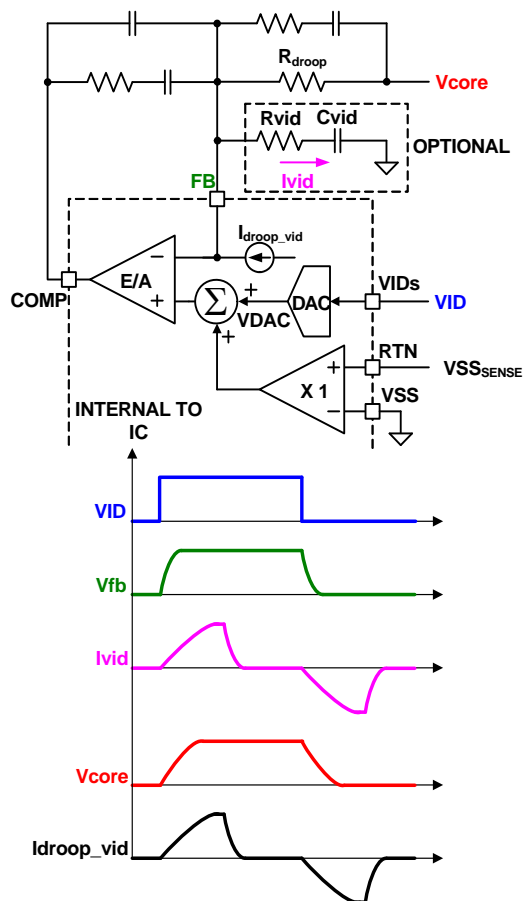 Rdroop
Vcore
Rvid
Cvid
OPTIONAL
Ivid
FB
Idroop_vid
E/A
−
+
Σ
+
+
VDAC
DAC
VIDs
VID
COMP
RTN
VSSSENSE
X 1
+
−
VSS
INTERNAL TO
IC
VID
Vfb
Ivid
Vcore
Idroop_vid